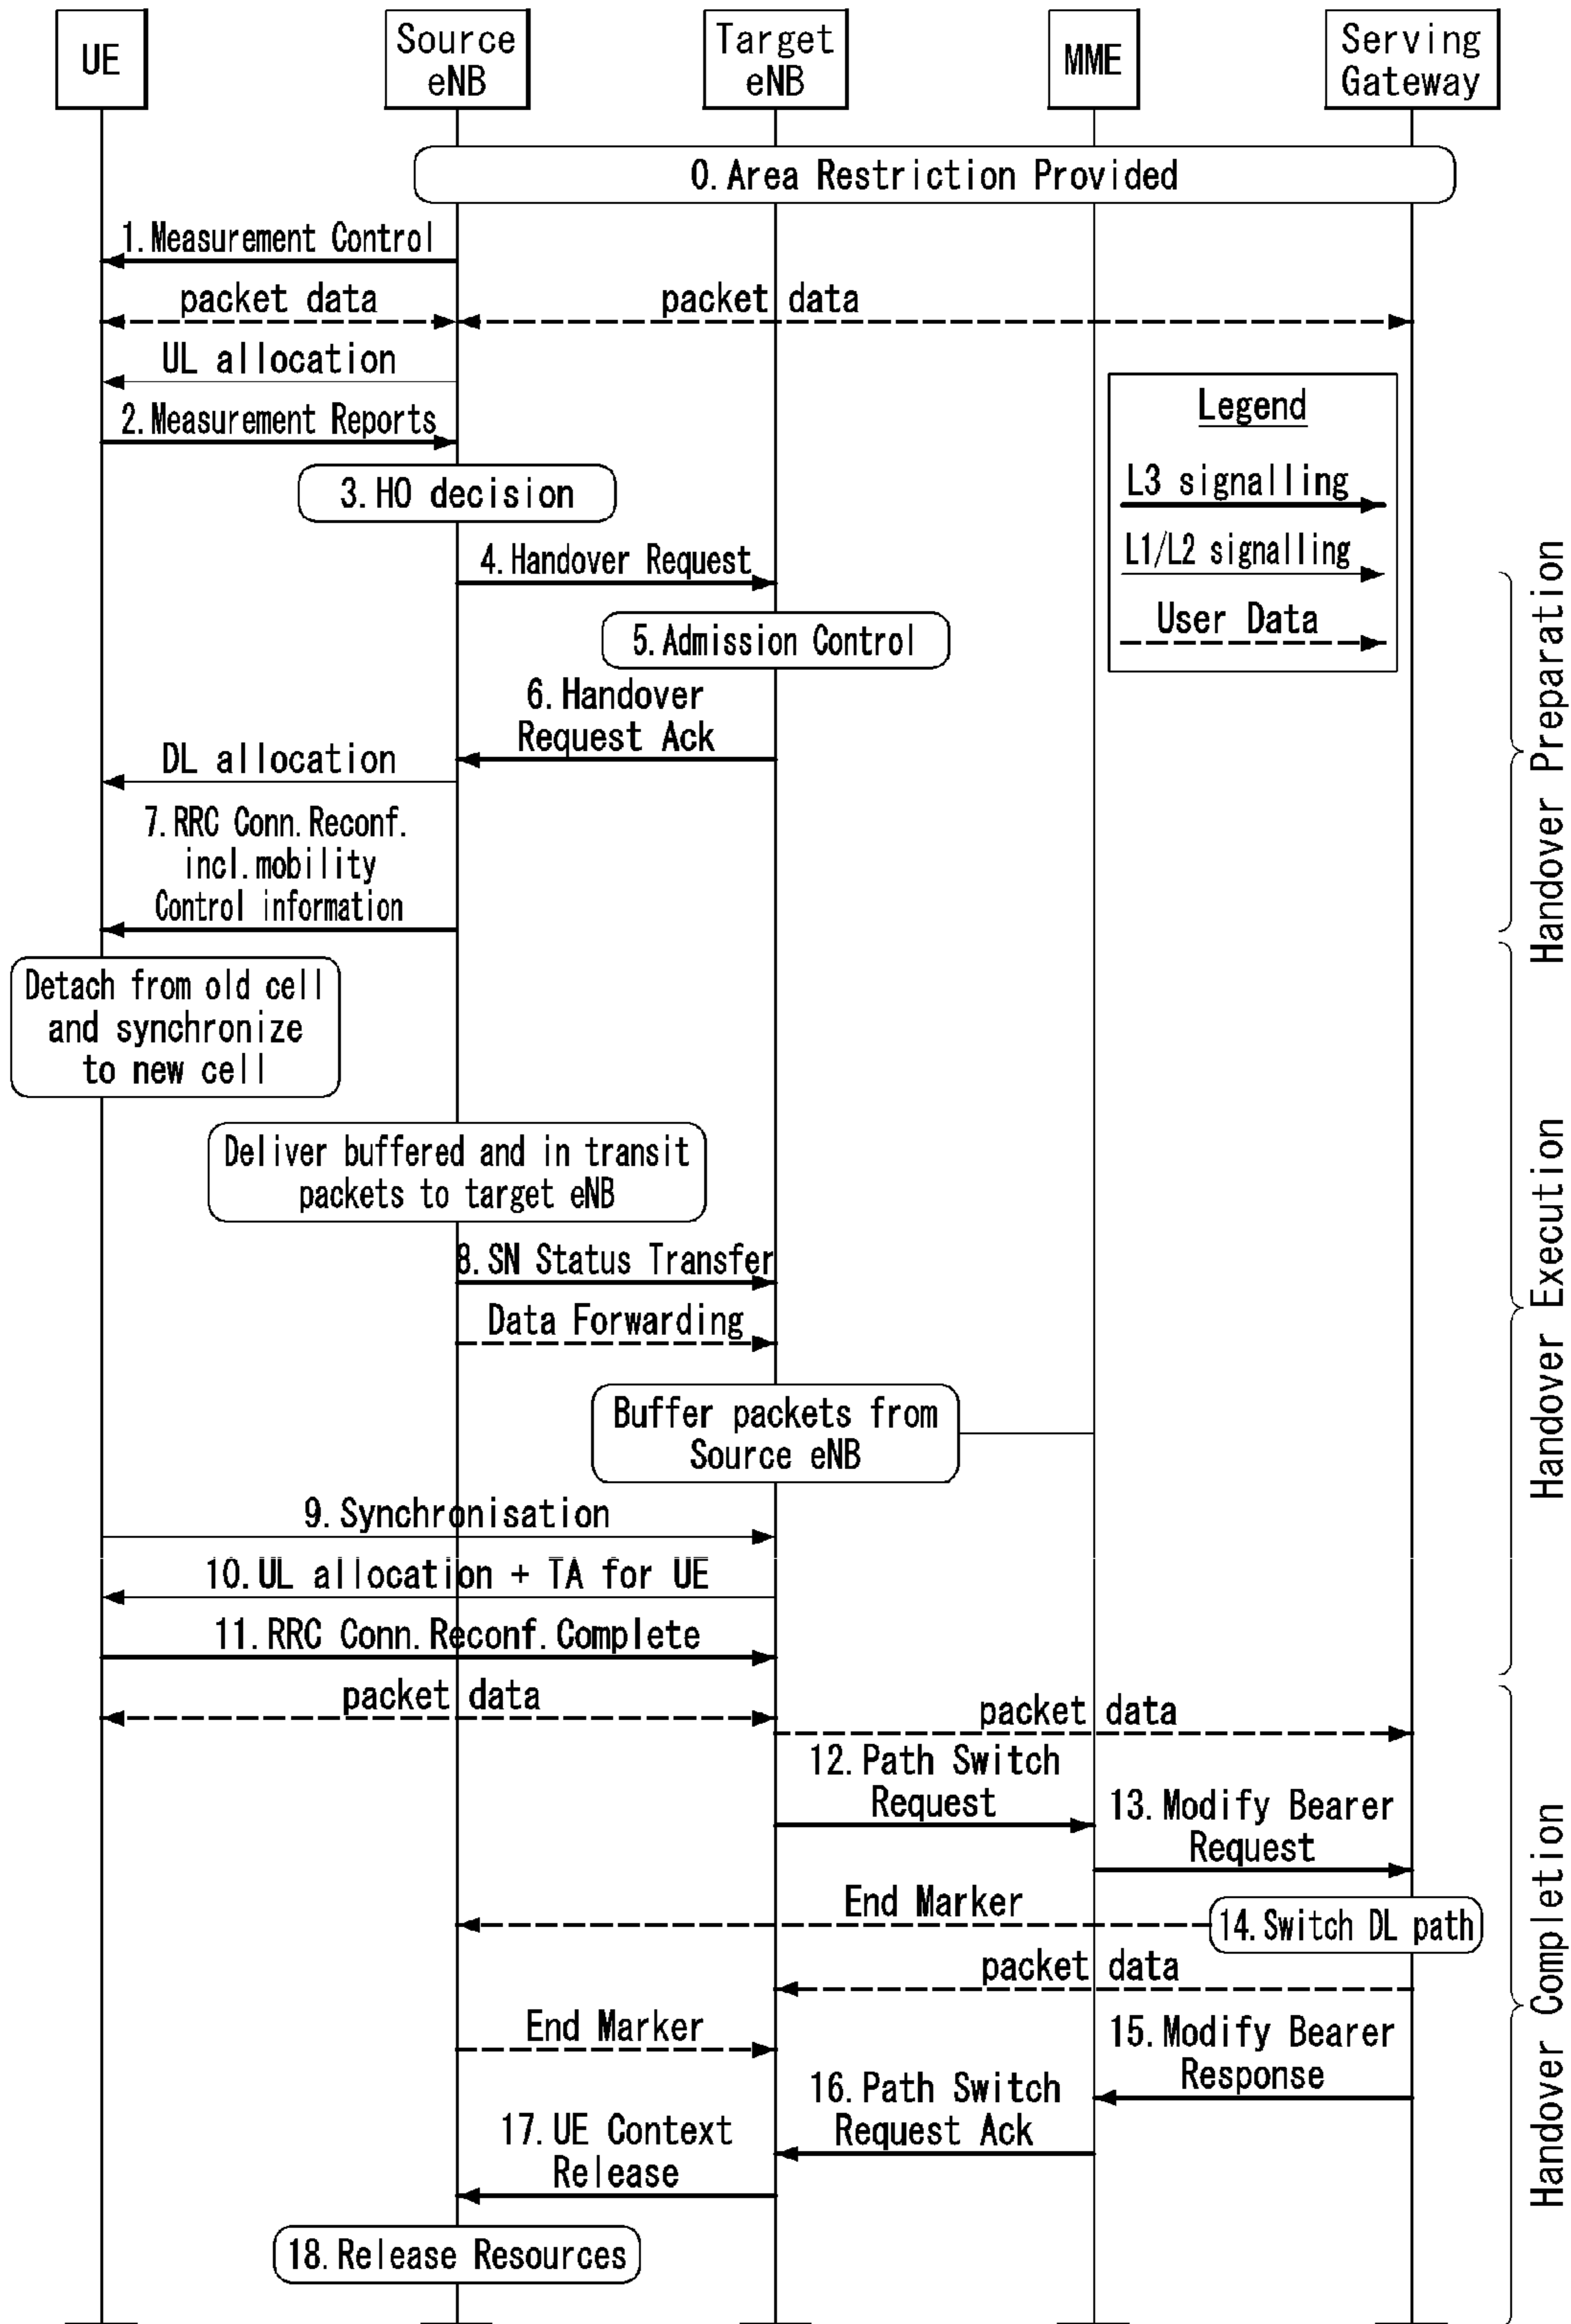 UE
Source
eNB
Target
eNB
MME
Serving
Gateway
0.Area Restriction Provided
1.Measurement Control
packet data
packet data
UL allocation
2.Measurement Reports
Legend
L3 signalling
L1/L2 signalling
User Data
3.HO decision
4.Handover Request
5.Admission Control
6.Handover
Request Ack
DL allocation
7.RRC Conn.Reconf.
incl.mobility
Control information
Handover Preparation
Detach from old cell
and synchronize
to new cell
Deliver buffered and in transit
packets to target eNB
8.SN Status Transfer
Data Forwarding
Buffer packets from
Source eNB
9.Synchronisation
10.UL allocation + TA for UE
11.RRC Conn.Reconf.Complete
Handover Execution
packet data
packet data
12.Path Switch
Request
13.Modify Bearer
Request
End Marker
14.Switch DL path
packet data
End Marker
15.Modify Bearer
Response
16.Path Switch
Request Ack
17.UE Context
Release
18.Release Resources
Handover Completion